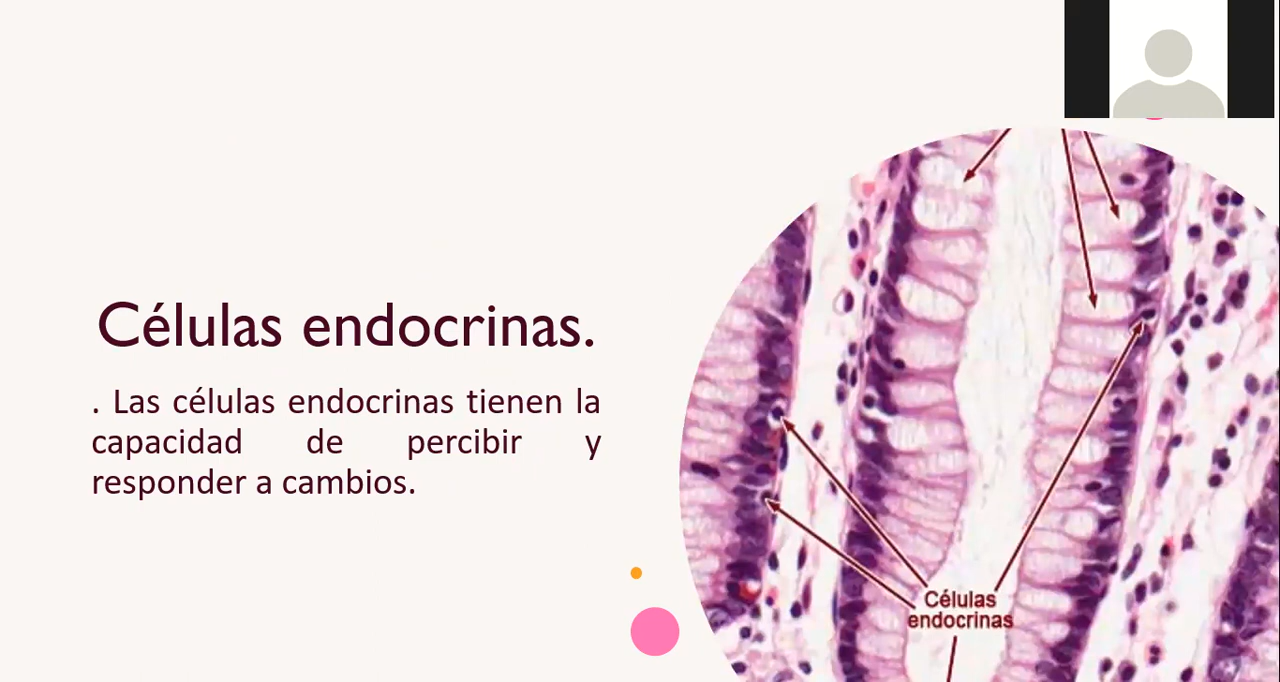 Células endocrinas.
. Las células endocrinas tienen la
capacidad de percibir y
responder a cambios.
Células
endocrinas